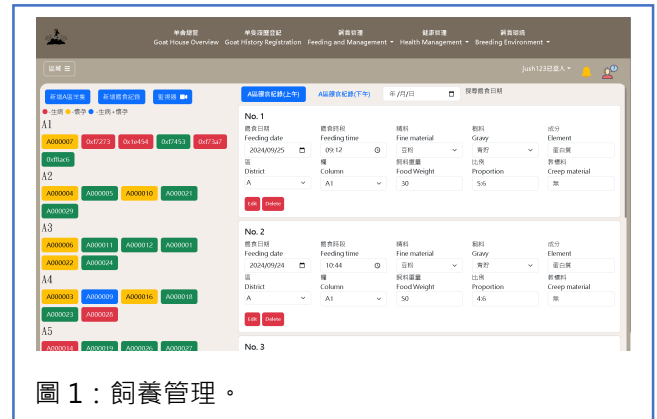 羊舍總覽 羊隻履歷登記 飼養管理 健康管理 飼養環境
Goat House Overview Goat History Registration Feeding and Management Health Management Breeding Environment
區域 Jush123已登入
新增A區羊隻 新增餵食紀錄 監視器
-生病 -懷孕 -生病+懷孕
A1
A000007 0xf7273 0x1e454 0xf7453 0xf73a7
0xffac6
A2
A000004 A000005 A000010 A000021
A000029
A3
A000006 A000011 A000012 A000001
A000022 A000024
A4
A000003 A000009 A000016 A000018
A000023 A000028
A5
A000014 A000019 A000026 A000027
A區餵食紀錄(上午) A區餵食紀錄(下午) 年/月/日 搜尋餵食日期
No. 1
餵食日期 餵食時段 精料 粗料 成分
Feeding date Feeding time Fine material Gravy Element
2024/09/25 09:12 豆粉 青貯 蛋白質
區 欄 飼料重量 比例 教槽料
District Column Food Weight Proportion Creep material
A A1 30 5:6 無
Edit Delete
No. 2
餵食日期 餵食時段 精料 粗料 成分
Feeding date Feeding time Fine material Gravy Element
2024/09/24 10:44 豆粉 青貯 蛋白質
區 欄 飼料重量 比例 教槽料
District Column Food Weight Proportion Creep material
A A1 50 4:6 無
Edit Delete
No. 3
圖 1：飼養管理。